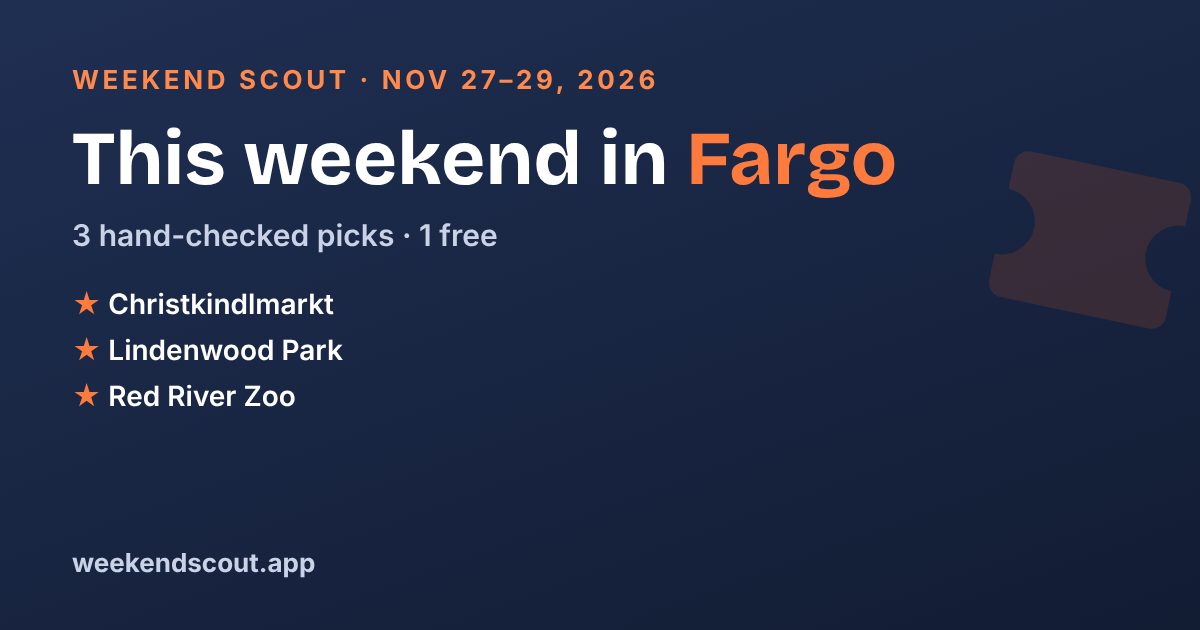 WEEKEND SCOUT · NOV 27–29, 2026
This weekend in Fargo
3 hand-checked picks · 1 free
★ Christkindlmarkt
★ Lindenwood Park
★ Red River Zoo
weekendscout.app